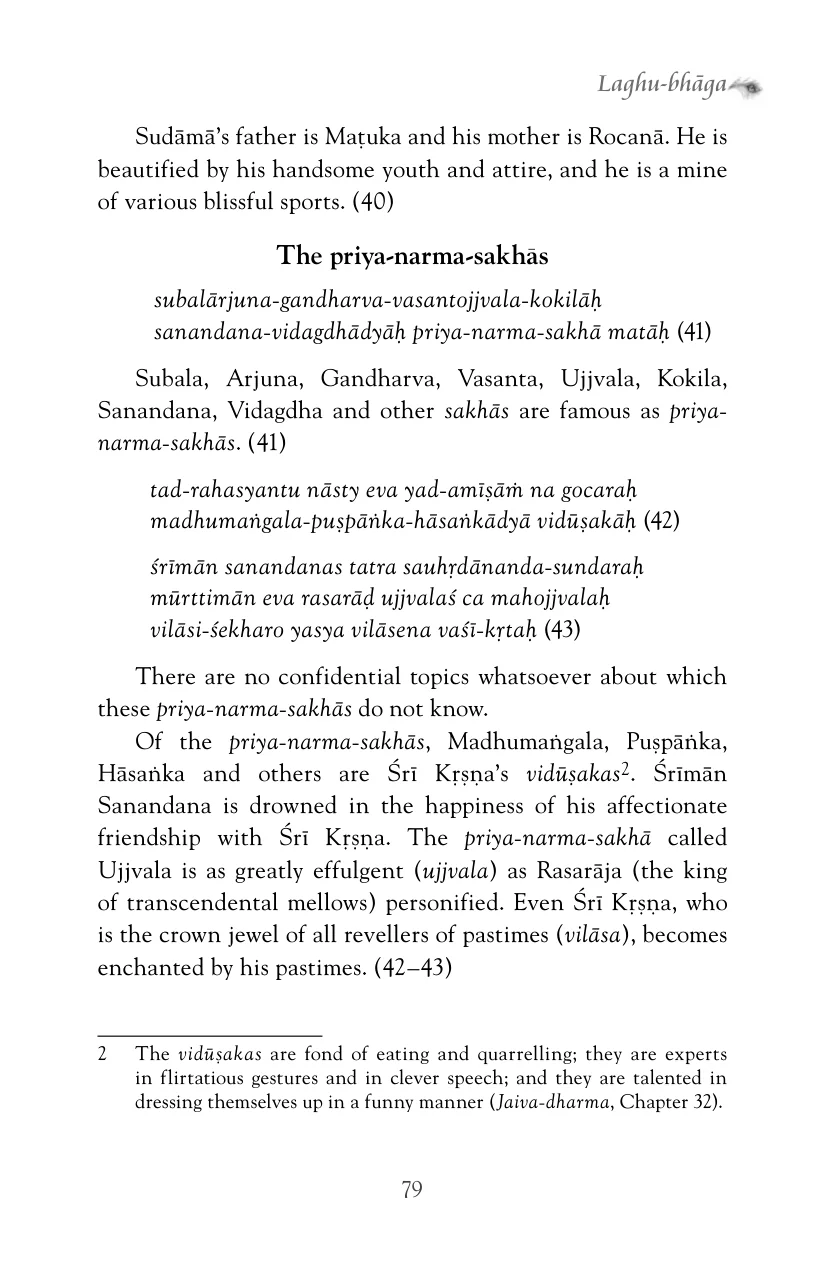 Laghu-bhāga
Sudāmā’s father is Maṭuka and his mother is Rocanā. He is
beautified by his handsome youth and attire, and he is a mine
of various blissful sports. (40)
The priya-narma-sakhās
subalārjuna-gandharva-vasantojjvala-kokilāḥ
sanandana-vidagdhādyāḥ priya-narma-sakhā matāḥ (41)
Subala, Arjuna, Gandharva, Vasanta, Ujjvala, Kokila,
Sanandana, Vidagdha and other sakhās are famous as priya-
narma-sakhās. (41)
tad-rahasyantu nāsty eva yad-amīṣāṁ na gocaraḥ
madhumaṅgala-puṣpāṅka-hāsaṅkādyā vidūṣakāḥ (42)
śrīmān sanandanas tatra sauhṛdānanda-sundaraḥ
mūrttimān eva rasarāḍ ujjvalaś ca mahojjvalaḥ
vilāsi-śekharo yasya vilāsena vaśī-kṛtaḥ (43)
There are no confidential topics whatsoever about which
these priya-narma-sakhās do not know.
Of the priya-narma-sakhās, Madhumaṅgala, Puṣpāṅka,
Hāsaṅka and others are Śrī Kṛṣṇa’s vidūṣakas2. Śrīmān
Sanandana is drowned in the happiness of his affectionate
friendship with Śrī Kṛṣṇa. The priya-narma-sakhā called
Ujjvala is as greatly effulgent (ujjvala) as Rasarāja (the king
of transcendental mellows) personified. Even Śrī Kṛṣṇa, who
is the crown jewel of all revellers of pastimes (vilāsa), becomes
enchanted by his pastimes. (42–43)
2 The vidūṣakas are fond of eating and quarrelling; they are experts
in flirtatious gestures and in clever speech; and they are talented in
dressing themselves up in a funny manner (Jaiva-dharma, Chapter 32).
79